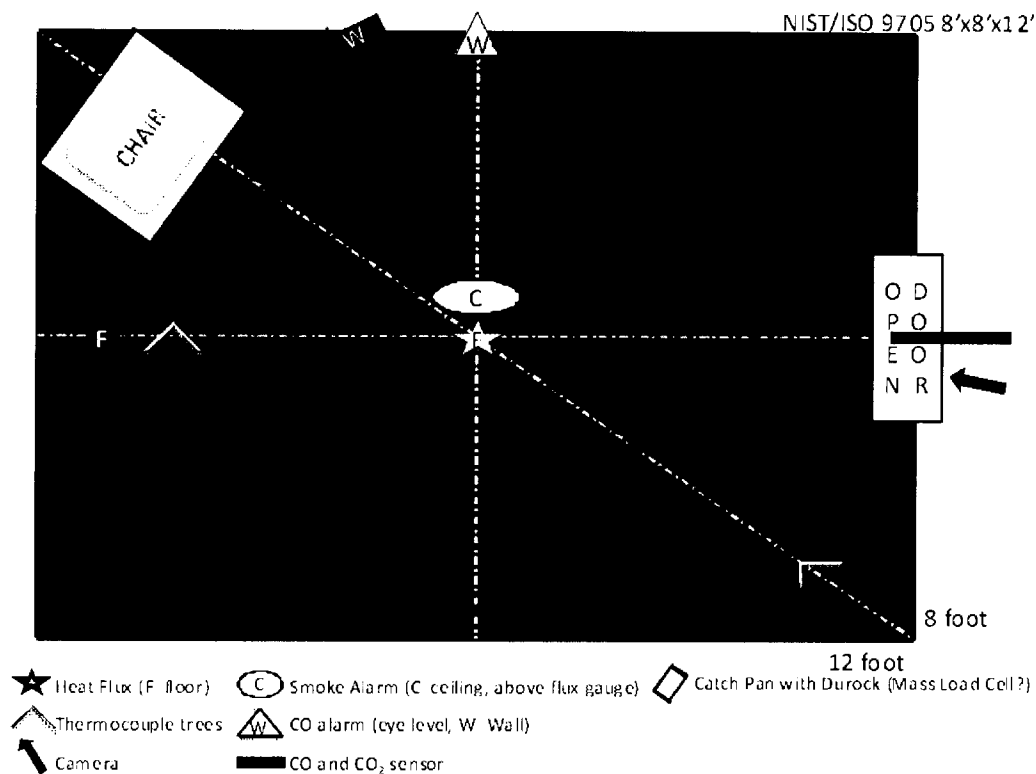 NIST/ISO 9705 8'x8'x12'
W
W
CHAIR
C
F
F
OPEN
DOOR
8 foot
12 foot
Heat Flux (F floor)
C Smoke Alarm (C ceiling, above flux gauge)
Catch Pan with Durock (Mass Load Cell?)
Thermocouple trees
W CO alarm (eye level, W Wall)
Camera
CO and CO₂ sensor